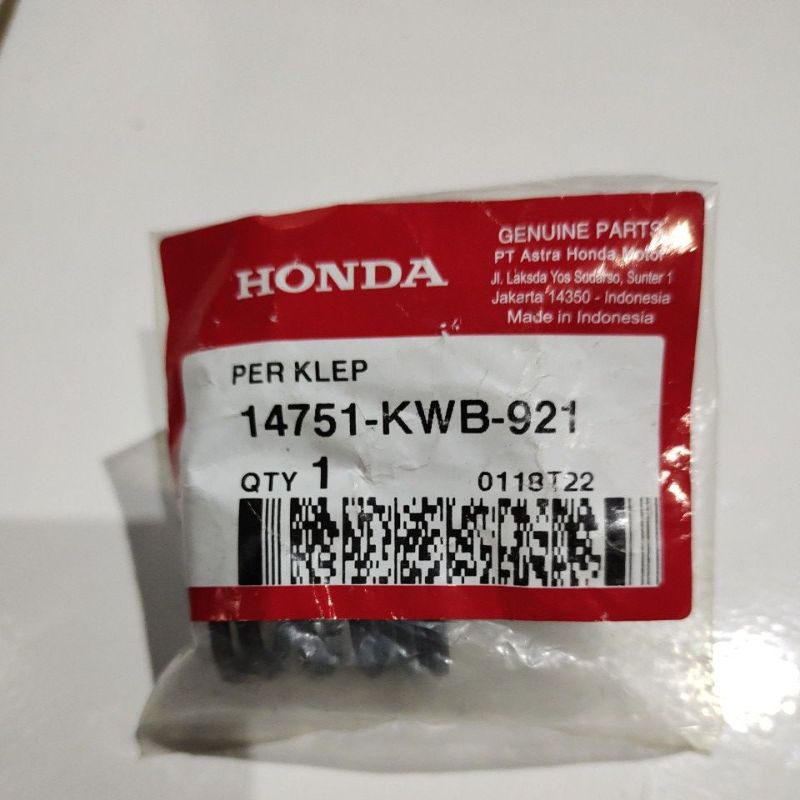 HONDA
GENUINE PARTS
PT Astra Honda Motor
Jl. Laksda Yos Sudarso, Sunter 1
Jakarta 14350 - Indonesia
Made in Indonesia
PER KLEP
14751-KWB-921
QTY 1
0118T22